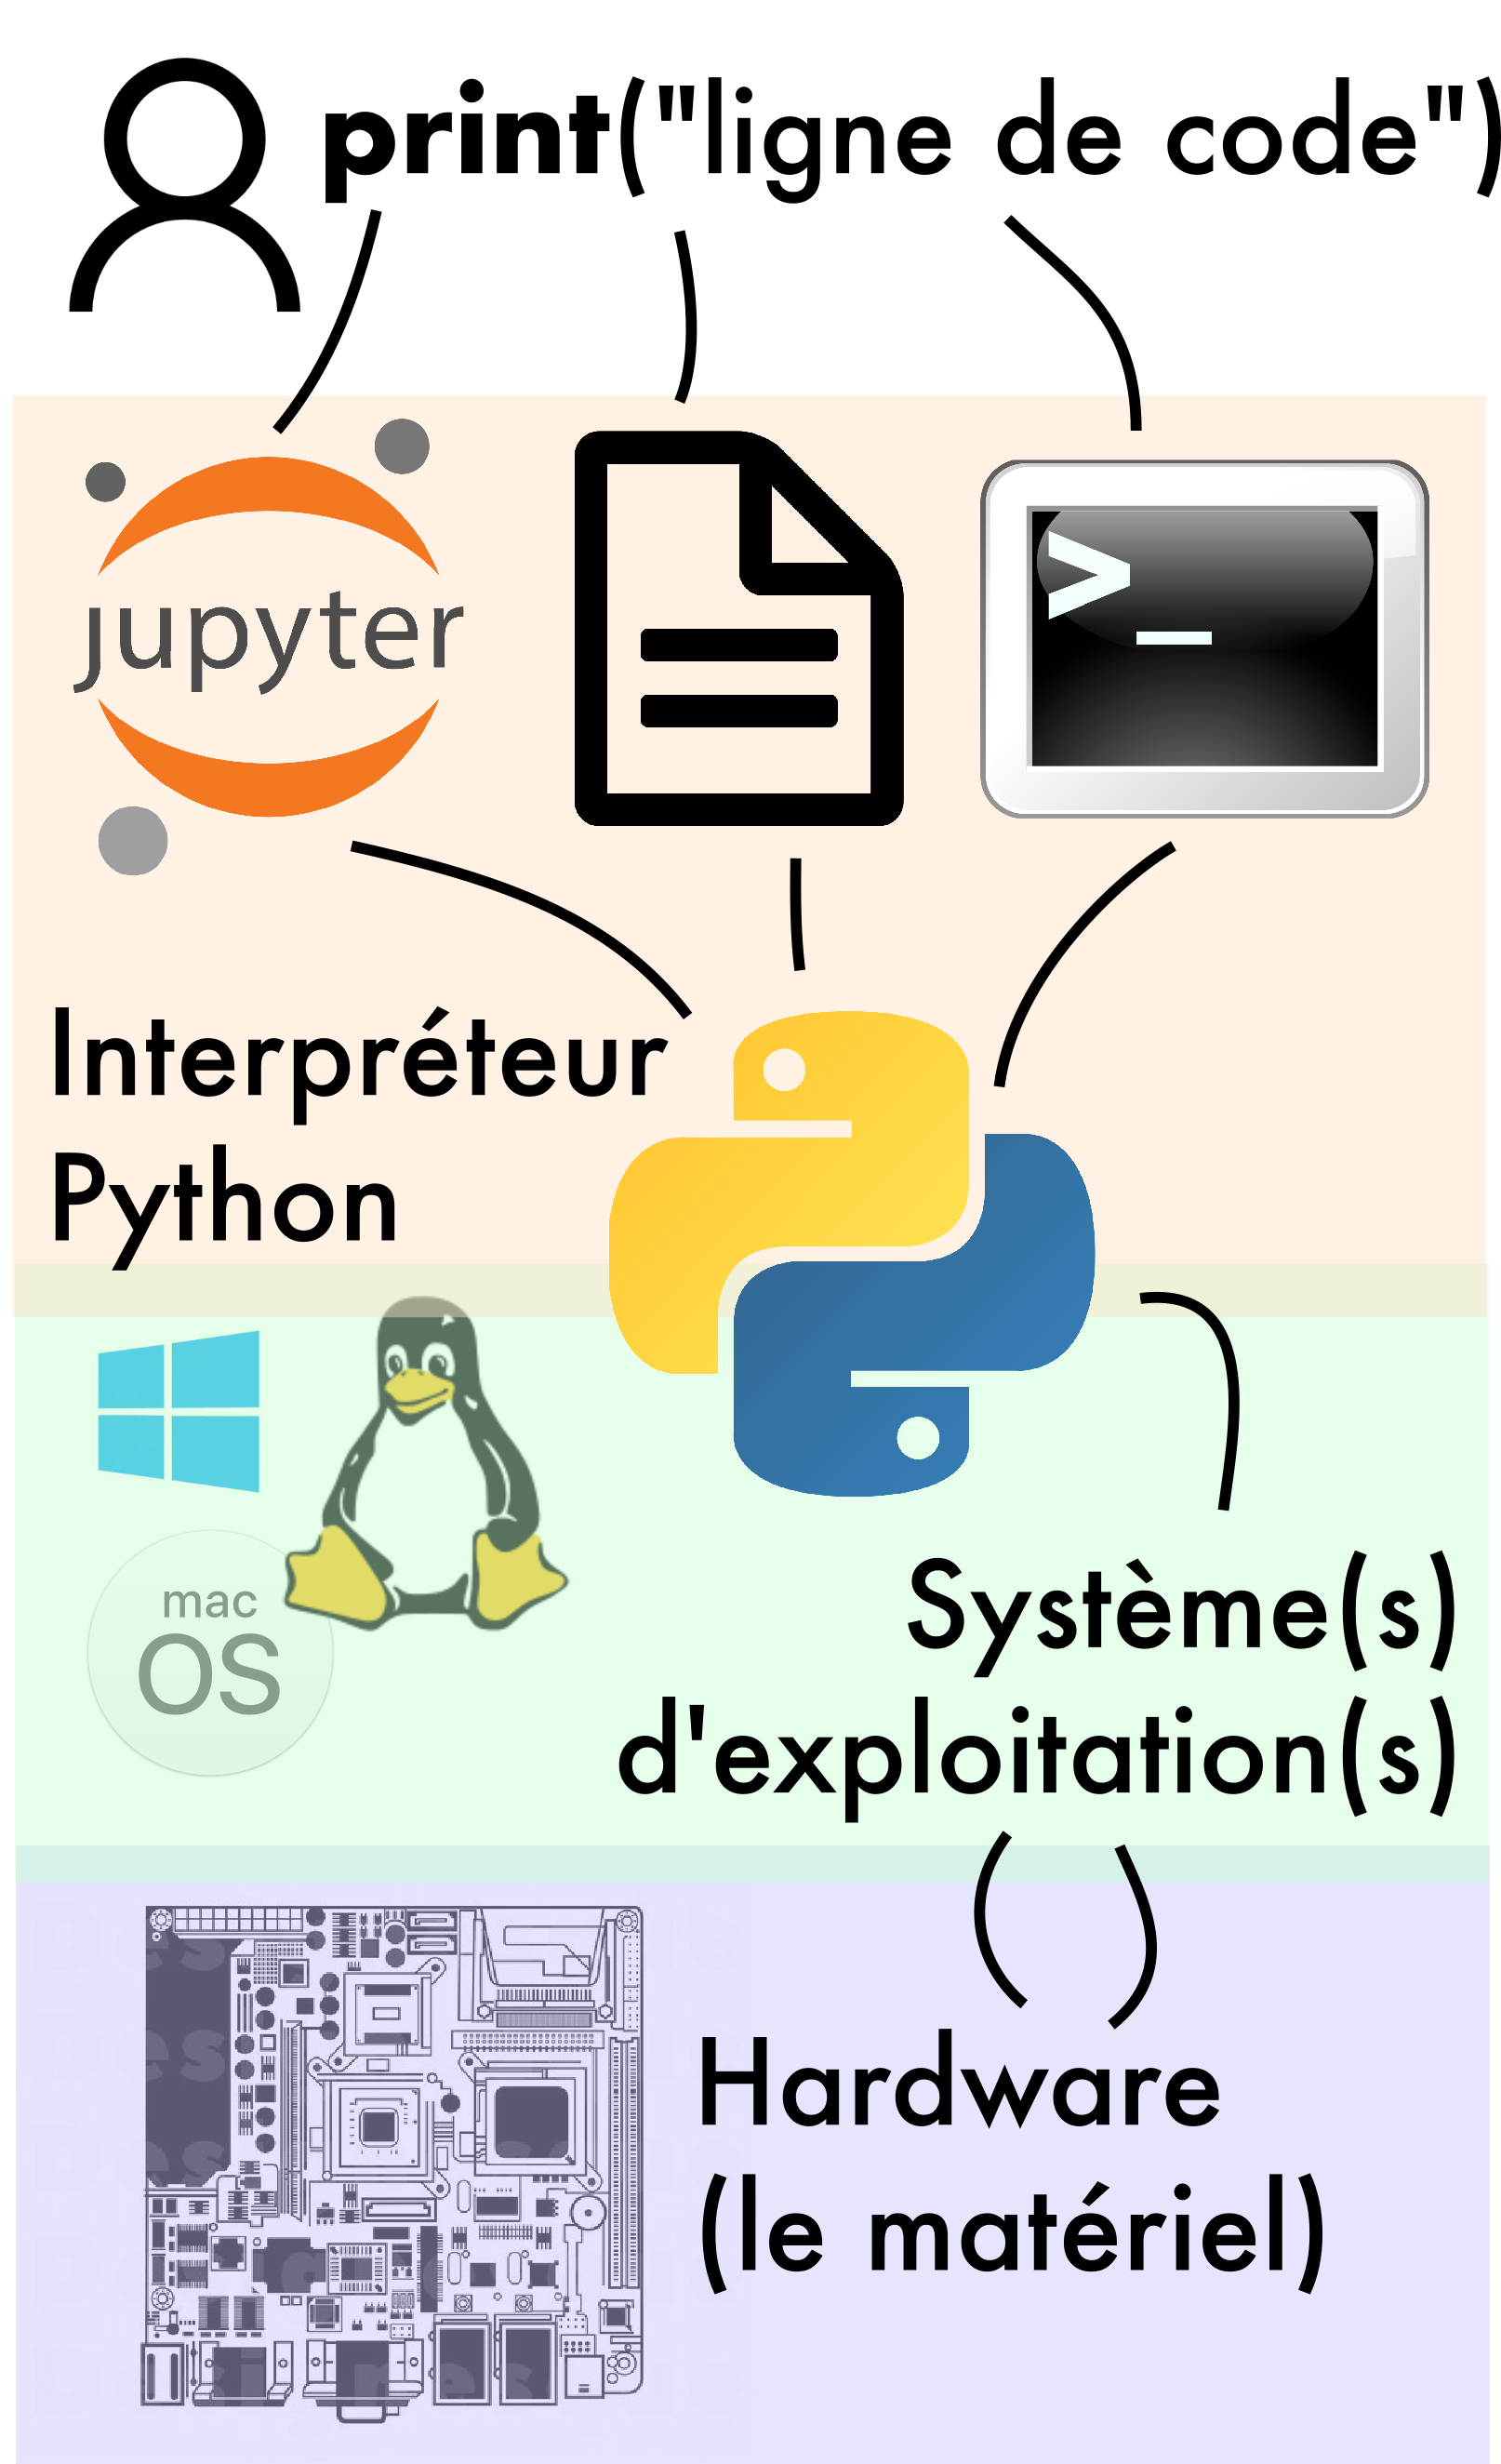 print("ligne de code")
jupyter
>_
Interpréteur
Python
mac
OS
Système(s)
d'exploitation(s)
Hardware
(le matériel)